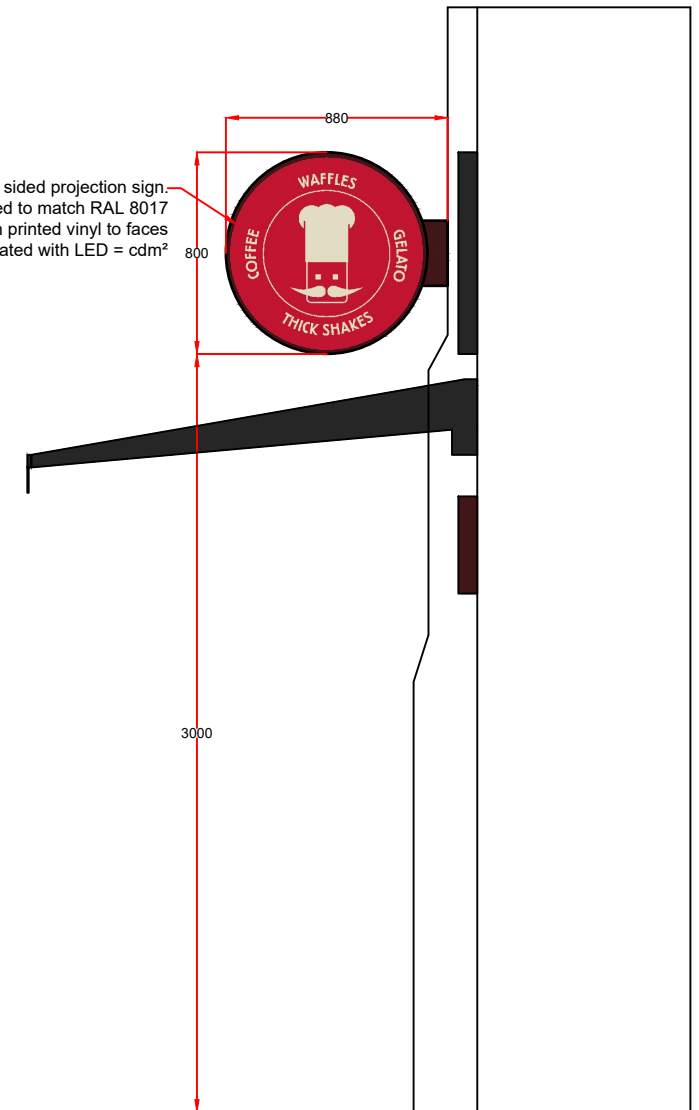 880
sided projection sign.
ed to match RAL 8017
printed vinyl to faces
ated with LED = cdm²
800
WAFFLES
COFFEE
GELATO
THICK SHAKES
3000